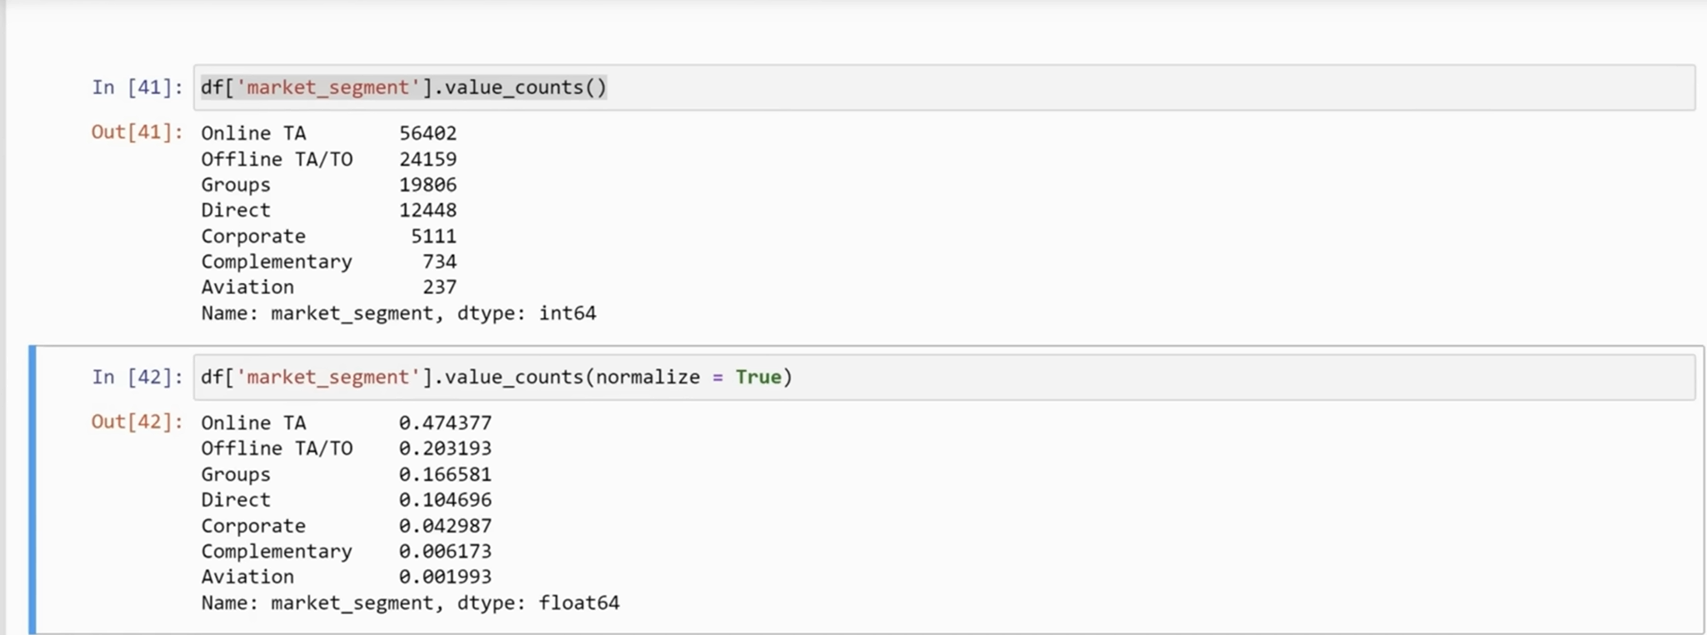 In [41]: df['market_segment'].value_counts()
Out[41]: Online TA 56402
Offline TA/TO 24159
Groups 19806
Direct 12448
Corporate 5111
Complementary 734
Aviation 237
Name: market_segment, dtype: int64
In [42]: df['market_segment'].value_counts(normalize = True)
Out[42]: Online TA 0.474377
Offline TA/TO 0.203193
Groups 0.166581
Direct 0.104696
Corporate 0.042987
Complementary 0.006173
Aviation 0.001993
Name: market_segment, dtype: float64